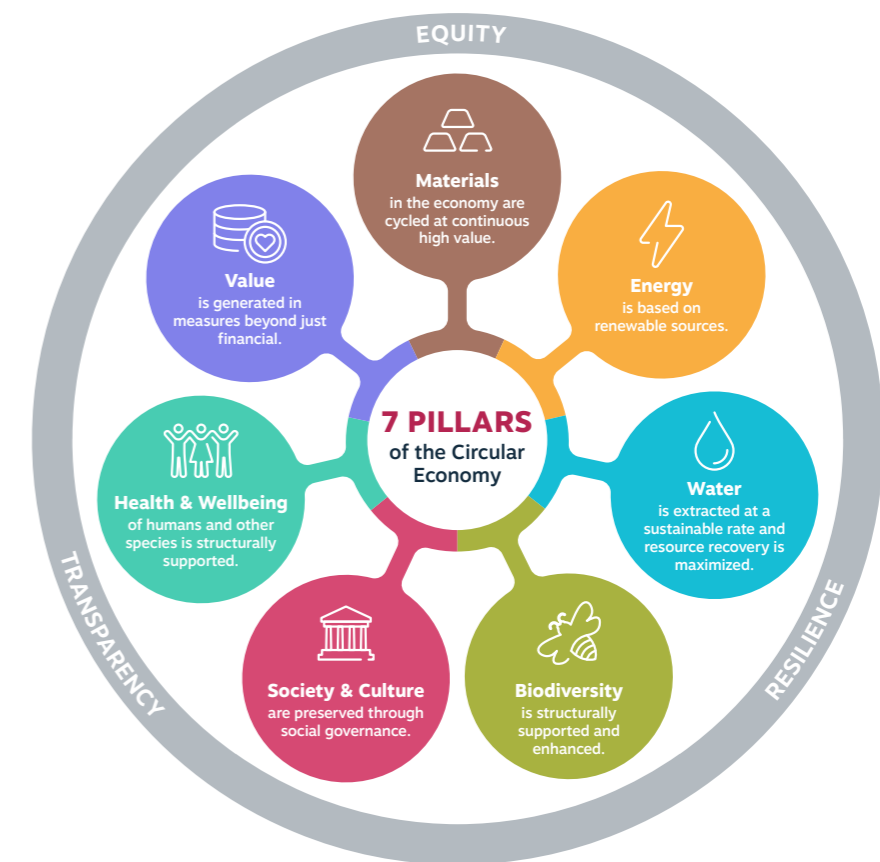 EQUITY
Materials
in the economy are
cycled at continuous
high value.
Energy
is based on
renewable sources.
Water
is extracted at a
sustainable rate and
resource recovery is
maximized.
Biodiversity
is structurally
supported and
enhanced.
Society & Culture
are preserved through
social governance.
Health & Wellbeing
of humans and other
species is structurally
supported.
Value
is generated in
measures beyond just
financial.
7 PILLARS
of the Circular
Economy
RESILIENCE
TRANSPARENCY